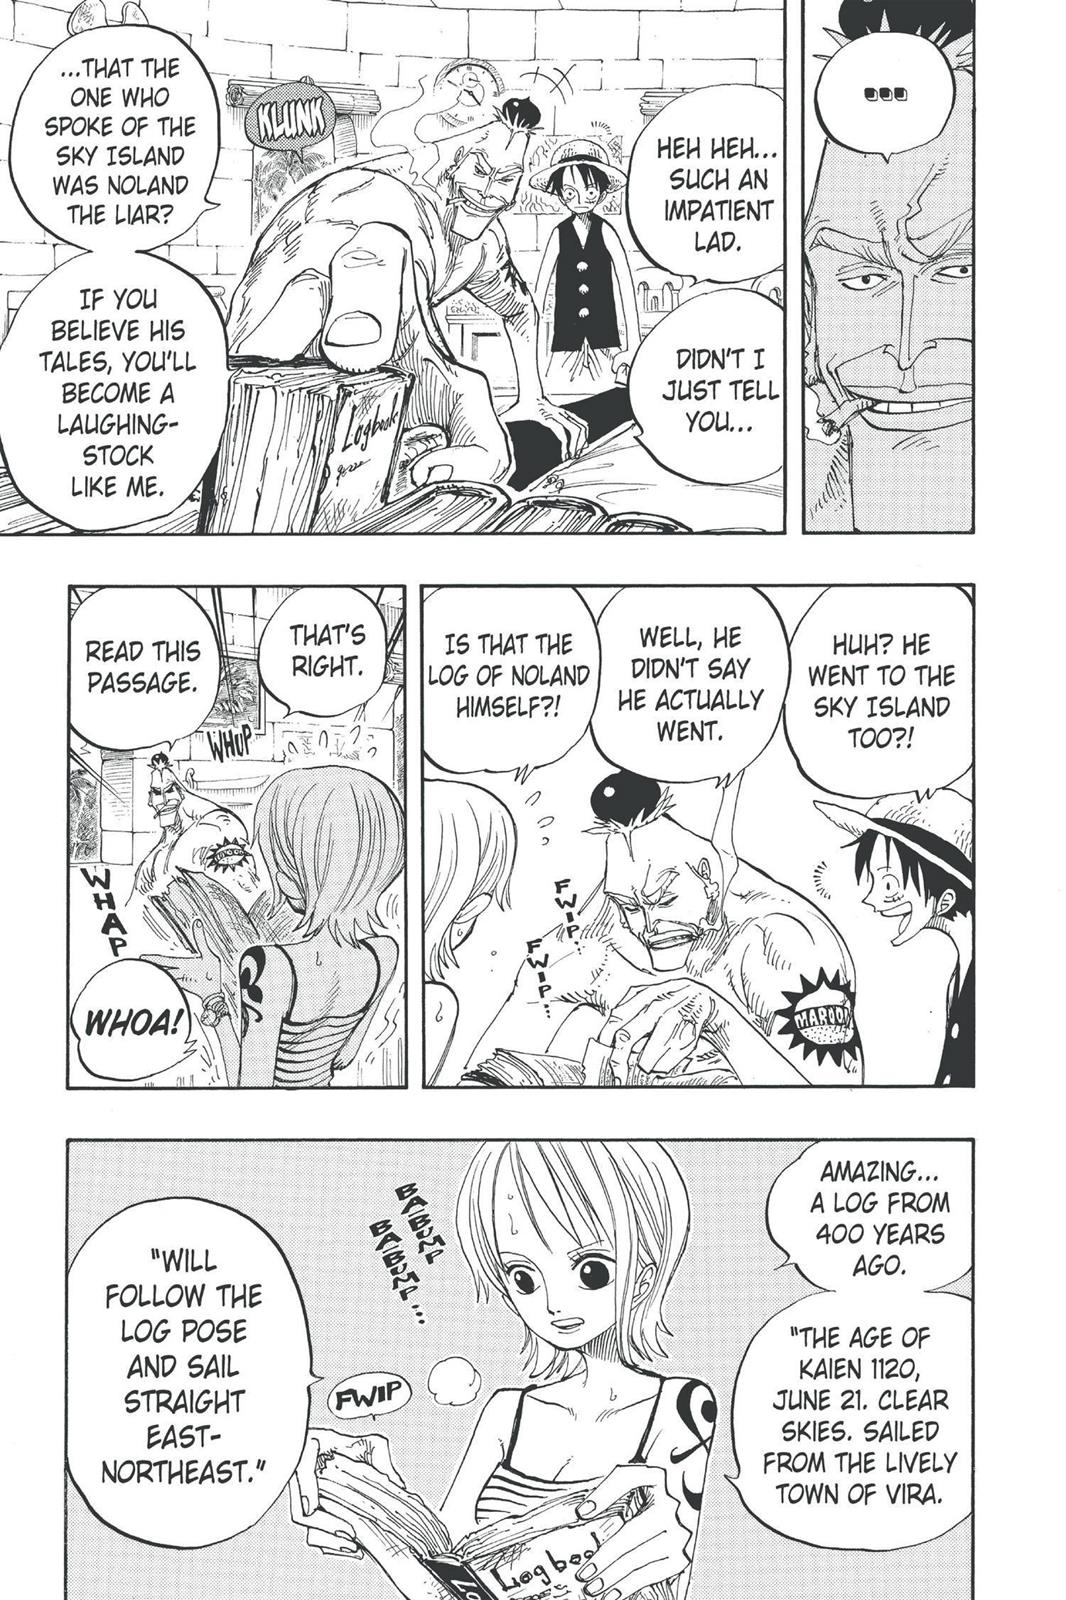 HEH HEH...
SUCH AN
IMPATIENT
LAD.
DIDN'T I
JUST TELL
YOU...
KLUNK
...THAT THE
ONE WHO
SPOKE OF THE
SKY ISLAND
WAS NOLAND
THE LIAR?
IF YOU
BELIEVE HIS
TALES, YOU'LL
BECOME A
LAUGHING-
STOCK
LIKE ME.
Logbook
HUH? HE
WENT TO THE
SKY ISLAND
TOO?!
WELL, HE
DIDN'T SAY
HE ACTUALLY
WENT.
IS THAT THE
LOG OF NOLAND
HIMSELF?!
FWIP...
FWIP...
MARON
THAT'S
RIGHT.
READ THIS
PASSAGE.
WHUP
WHAP
WHOA!
AMAZING...
A LOG FROM
400 YEARS
AGO.
"THE AGE OF
KAIEN 1120,
JUNE 21. CLEAR
SKIES. SAILED
FROM THE LIVELY
TOWN OF VIRA.
BA-BUMP
BA-BUMP...
FWIP
"WILL
FOLLOW THE
LOG POSE
AND SAIL
STRAIGHT
EAST-
NORTHEAST."
Logbook